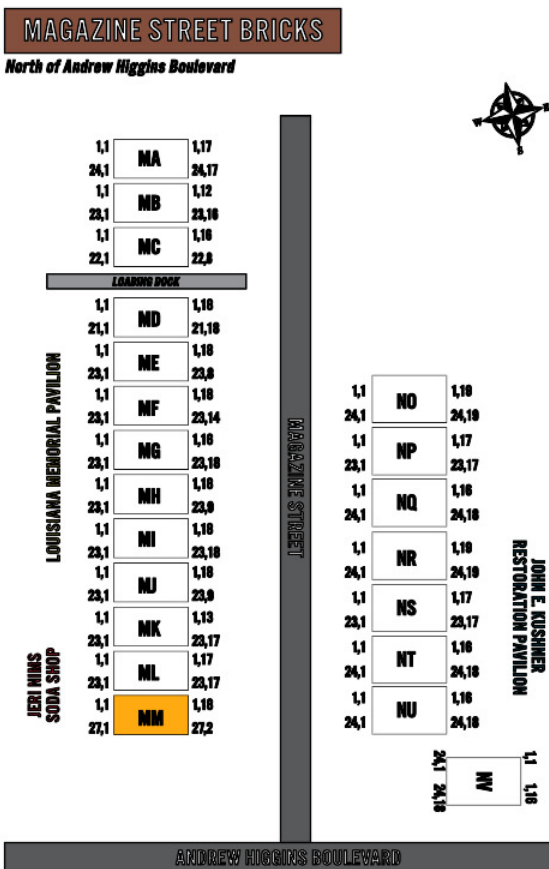 MAGAZINE STREET BRICKS
North of Andrew Higgins Boulevard
N
W
E
S
1,1 MA 1,17
24,1 24,17
1,1 MB 1,12
23,1 23,16
1,1 MC 1,16
22,1 22,8
LOADING DOCK
1,1 MD 1,18
21,1 21,18
1,1 ME 1,18
23,1 23,8
1,1 MF 1,18
23,1 23,14
1,1 MG 1,16
23,1 23,18
1,1 MH 1,18
23,1 23,9
1,1 MI 1,18
23,1 23,18
1,1 MJ 1,18
23,1 23,9
1,1 MK 1,13
23,1 23,17
1,1 ML 1,17
23,1 23,17
1,1 MM 1,18
27,1 27,2
LOUISIANA MEMORIAL PAVILION
JERI NIMS
SODA SHOP
MAGAZINE STREET
1,1 NO 1,19
24,1 24,19
1,1 NP 1,17
23,1 23,17
1,1 NQ 1,16
24,1 24,18
1,1 NR 1,19
24,1 24,19
1,1 NS 1,17
23,1 23,17
1,1 NT 1,16
24,1 24,18
1,1 NU 1,16
24,1 24,18
JOHN E. KUSHNER
RESTORATION PAVILION
1,1 NV 1,16
24,1 24,18
ANDREW HIGGINS BOULEVARD